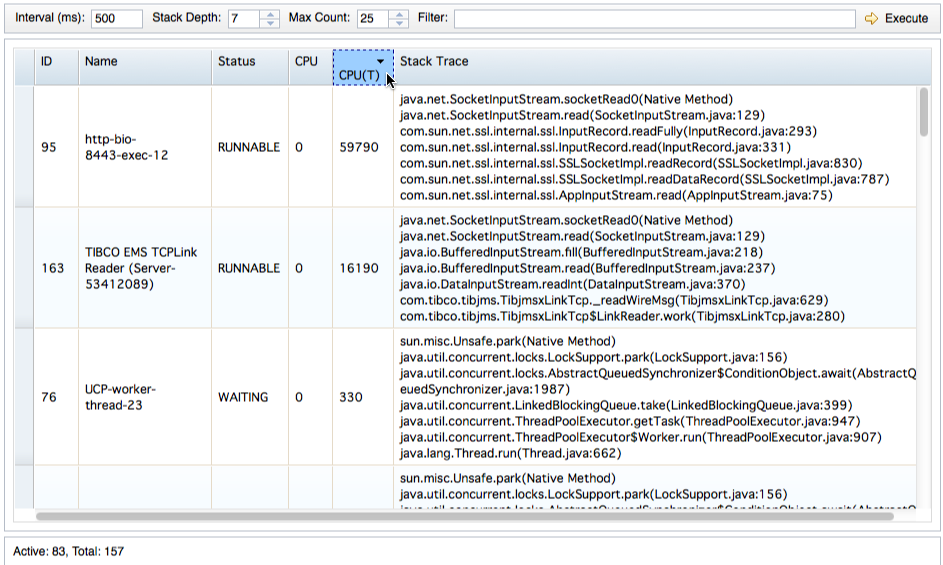 Interval (ms): 500 Stack Depth: 7 Max Count: 25 Filter: Execute
ID Name Status CPU CPU(T) Stack Trace
95 http-bio-8443-exec-12 RUNNABLE 0 59790
java.net.SocketInputStream.socketRead0(Native Method)
java.net.SocketInputStream.read(SocketInputStream.java:129)
com.sun.net.ssl.internal.ssl.InputRecord.readFully(InputRecord.java:293)
com.sun.net.ssl.internal.ssl.InputRecord.read(InputRecord.java:331)
com.sun.net.ssl.internal.ssl.SSLSocketImpl.readRecord(SSLSocketImpl.java:830)
com.sun.net.ssl.internal.ssl.SSLSocketImpl.readDataRecord(SSLSocketImpl.java:787)
com.sun.net.ssl.internal.ssl.AppInputStream.read(AppInputStream.java:75)
163 TIBCO EMS TCPLink Reader (Server-53412089) RUNNABLE 0 16190
java.net.SocketInputStream.socketRead0(Native Method)
java.net.SocketInputStream.read(SocketInputStream.java:129)
java.io.BufferedInputStream.fill(BufferedInputStream.java:218)
java.io.BufferedInputStream.read(BufferedInputStream.java:237)
java.io.DataInputStream.readInt(DataInputStream.java:370)
com.tibco.tibjms.TibjmsxLinkTcp._readWireMsg(TibjmsxLinkTcp.java:629)
com.tibco.tibjms.TibjmsxLinkTcp$LinkReader.work(TibjmsxLinkTcp.java:280)
76 UCP-worker-thread-23 WAITING 0 330
sun.misc.Unsafe.park(Native Method)
java.util.concurrent.locks.LockSupport.park(LockSupport.java:156)
java.util.concurrent.locks.AbstractQueuedSynchronizer$ConditionObject.await(AbstractQ
euedSynchronizer.java:1987)
java.util.concurrent.LinkedBlockingQueue.take(LinkedBlockingQueue.java:399)
java.util.concurrent.ThreadPoolExecutor.getTask(ThreadPoolExecutor.java:947)
java.util.concurrent.ThreadPoolExecutor$Worker.run(ThreadPoolExecutor.java:907)
java.lang.Thread.run(Thread.java:662)
sun.misc.Unsafe.park(Native Method)
java.util.concurrent.locks.LockSupport.park(LockSupport.java:156)
Active: 83, Total: 157